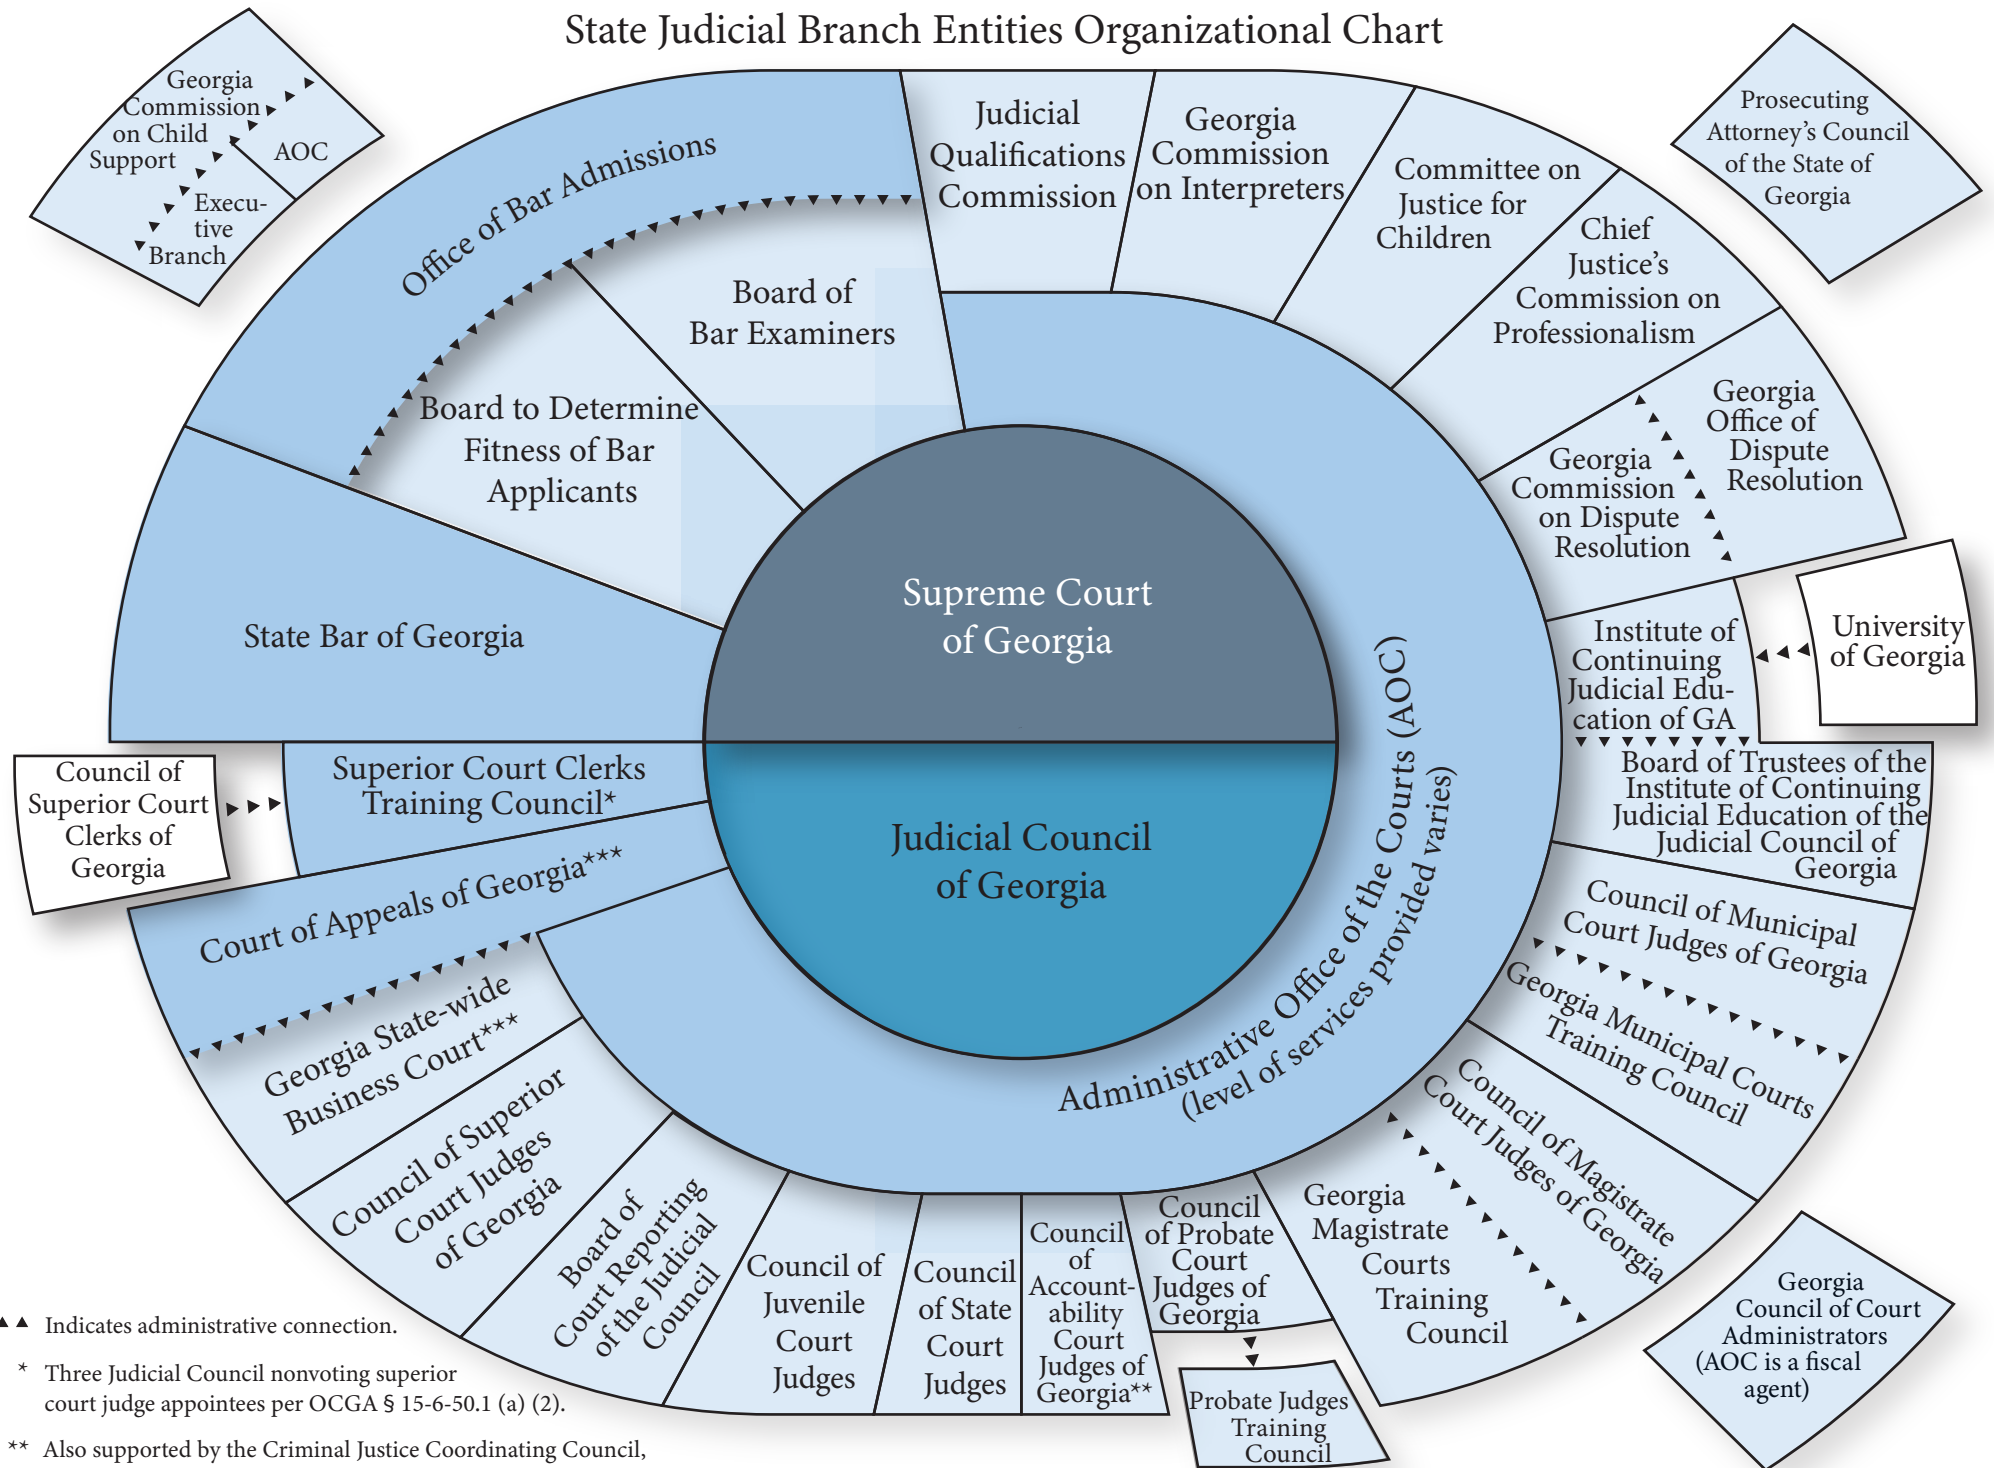 State Judicial Branch Entities Organizational Chart
Georgia
Commission
on Child
Support
AOC
Execu-
tive
Branch
Prosecuting
Attorney’s Council
of the State of
Georgia
Office of Bar Admissions
Board of
Bar Examiners
Board to Determine
Fitness of Bar
Applicants
State Bar of Georgia
Judicial
Qualifications
Commission
Georgia
Commission
on Interpreters
Committee on
Justice for
Children
Chief
Justice’s
Commission on
Professionalism
Georgia
Office of
Dispute
Resolution
Georgia
Commission
on Dispute
Resolution
Supreme Court
of Georgia
Judicial Council
of Georgia
Administrative Office of the Courts (AOC)
(level of services provided varies)
Institute of
Continuing
Judicial Edu-
cation of GA
University
of Georgia
Board of Trustees of the
Institute of Continuing
Judicial Education of the
Judicial Council of
Georgia
Council of Municipal
Court Judges of Georgia
Georgia Municipal Courts
Training Council
Council of Magistrate
Court Judges of Georgia
Georgia
Magistrate
Courts
Training
Council
Georgia
Council of Court
Administrators
(AOC is a fiscal
agent)
Council
of Probate
Court
Judges of
Georgia
Probate Judges
Training
Council
Council
of
Account-
ability
Court
Judges of
Georgia**
Council
of State
Court
Judges
Council of
Juvenile
Court
Judges
Board of
Court Reporting
of the Judicial
Council
Council of Superior
Court Judges
of Georgia
Georgia State-wide
Business Court***
Court of Appeals of Georgia***
Superior Court Clerks
Training Council*
Council of
Superior Court
Clerks of
Georgia
Indicates administrative connection.
* Three Judicial Council nonvoting superior
court judge appointees per OCGA § 15-6-50.1 (a) (2).
** Also supported by the Criminal Justice Coordinating Council,